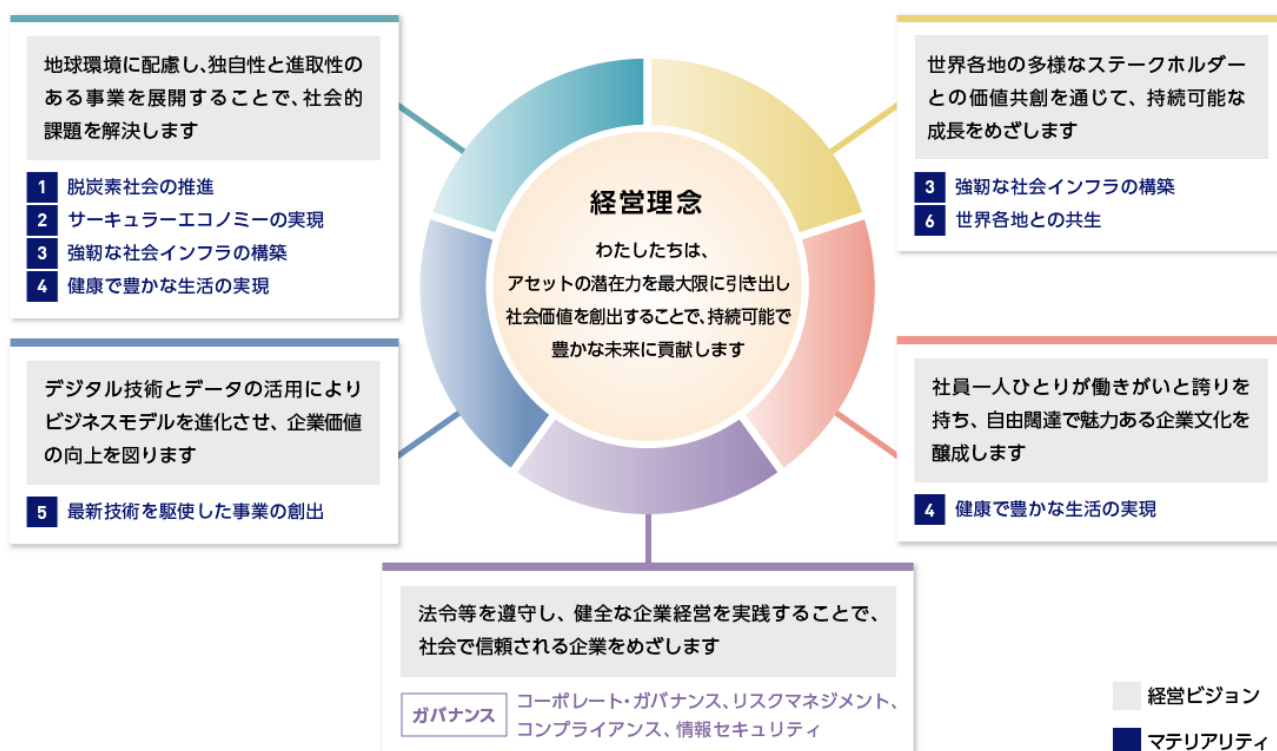 地球環境に配慮し、独自性と進取性の
ある事業を展開することで、社会的
課題を解決します
1 脱炭素社会の推進
2 サーキュラーエコノミーの実現
3 強靭な社会インフラの構築
4 健康で豊かな生活の実現
世界各地の多様なステークホルダー
との価値共創を通じて、持続可能な
成長をめざします
3 強靭な社会インフラの構築
6 世界各地との共生
経営理念
わたしたちは、
アセットの潜在力を最大限に引き出し
社会価値を創出することで、持続可能で
豊かな未来に貢献します
デジタル技術とデータの活用により
ビジネスモデルを進化させ、企業価値
の向上を図ります
5 最新技術を駆使した事業の創出
社員一人ひとりが働きがいと誇りを
持ち、自由闊達で魅力ある企業文化を
醸成します
4 健康で豊かな生活の実現
法令等を遵守し、健全な企業経営を実践することで、
社会で信頼される企業をめざします
ガバナンス
コーポレート・ガバナンス、リスクマネジメント、
コンプライアンス、情報セキュリティ
経営ビジョン
マテリアリティ